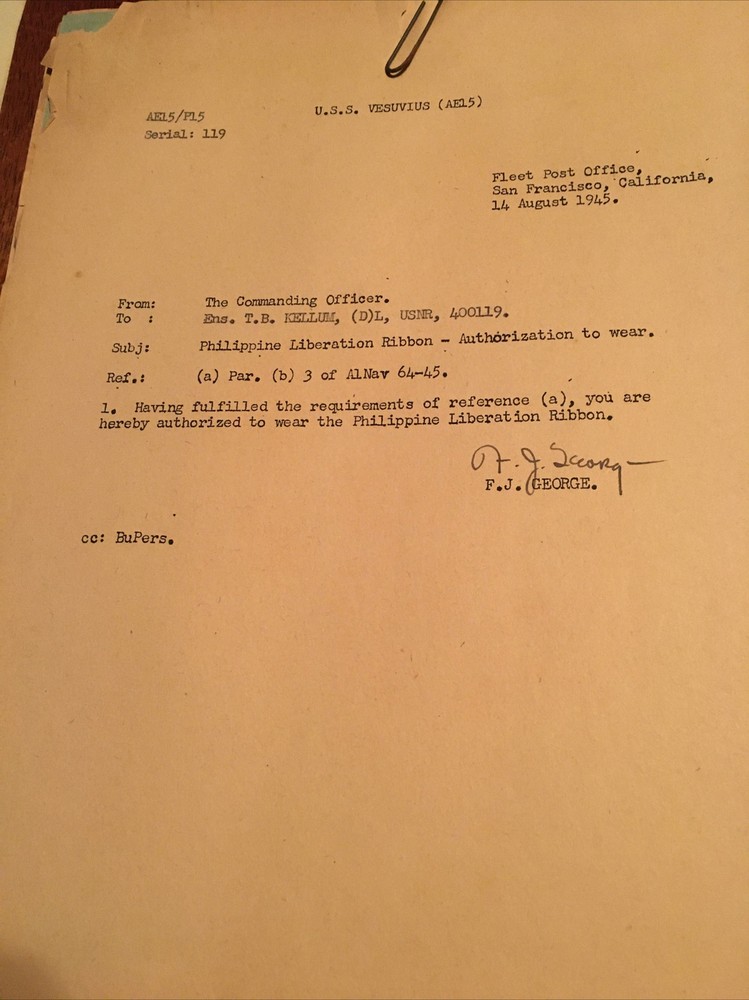 U.S.S. VESUVIUS (AE15)
AE15/P15
Serial: 119
Fleet Post Office,
San Francisco, California,
14 August 1945.
From: The Commanding Officer.
To : Ens. T.B. KELLUM, (D)L, USNR, 400119.
Subj: Philippine Liberation Ribbon - Authorization to wear.
Ref.: (a) Par. (b) 3 of AlNav 64-45.
1. Having fulfilled the requirements of reference (a), you are
hereby authorized to wear the Philippine Liberation Ribbon.
F. J. George
F.J. GEORGE.
cc: BuPers.